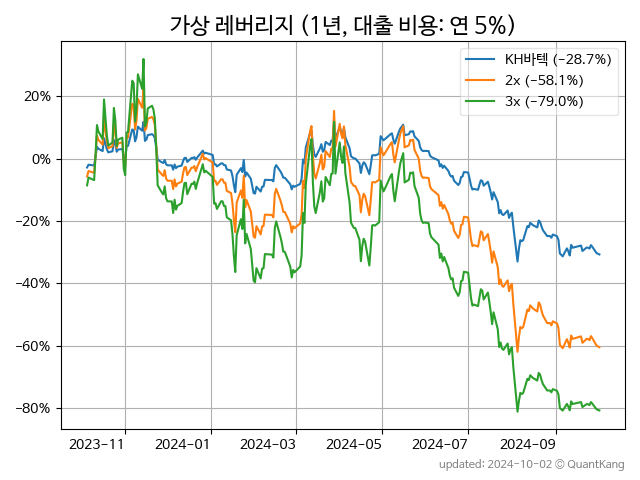 가상 레버리지 (1년, 대출 비용: 연 5%)
KH바텍 (−28.7%)
2x (−58.1%)
3x (−79.0%)
20%
0%
−20%
−40%
−60%
−80%
2023-11 2024-01 2024-03 2024-05 2024-07 2024-09
updated: 2024-10-02 © QuantKang